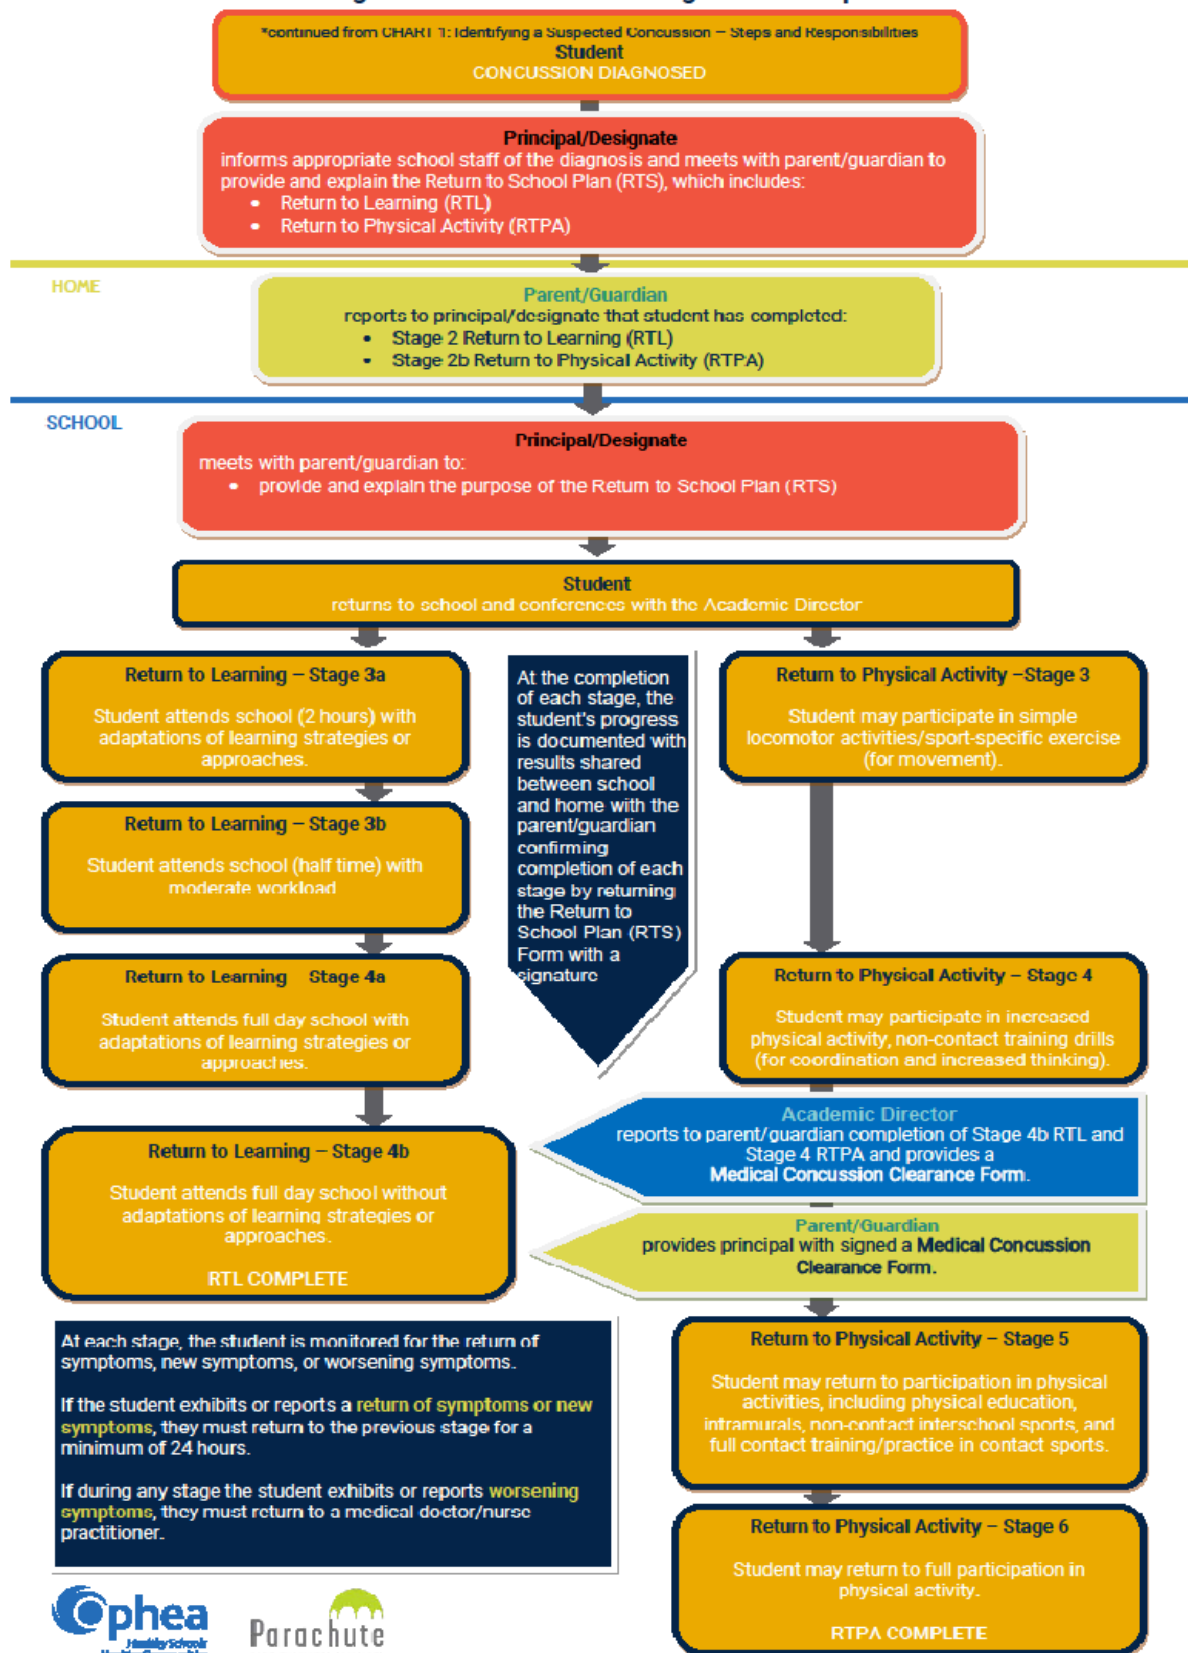 *continued from CHART 1: Identifying a Suspected Concussion – Steps and Responsibilities
Student
CONCUSSION DIAGNOSED
Principal/Designate
informs appropriate school staff of the diagnosis and meets with parent/guardian to
provide and explain the Return to School Plan (RTS), which includes:
• Return to Learning (RTL)
• Return to Physical Activity (RTPA)
HOME
Parent/Guardian
reports to principal/designate that student has completed:
• Stage 2 Return to Learning (RTL)
• Stage 2b Return to Physical Activity (RTPA)
SCHOOL
Principal/Designate
meets with parent/guardian to:
• provide and explain the purpose of the Return to School Plan (RTS)
Student
returns to school and conferences with the Academic Director
Return to Learning – Stage 3a
Student attends school (2 hours) with
adaptations of learning strategies or
approaches.
Return to Learning – Stage 3b
Student attends school (half time) with
moderate workload
Return to Learning Stage 4a
Student attends full day school with
adaptations of learning strategies or
approaches.
Return to Learning – Stage 4b
Student attends full day school without
adaptations of learning strategies or
approaches.
RTL COMPLETE
At the completion
of each stage, the
student's progress
is documented with
results shared
between school
and home with the
parent/guardian
confirming
completion of each
stage by returning
the Return to
School Plan (RTS)
Form with a
signature
Return to Physical Activity –Stage 3
Student may participate in simple
locomotor activities/sport-specific exercise
(for movement).
Return to Physical Activity – Stage 4
Student may participate in increased
physical activity, non-contact training drills
(for coordination and increased thinking).
Academic Director
reports to parent/guardian completion of Stage 4b RTL and
Stage 4 RTPA and provides a
Medical Concussion Clearance Form.
Parent/Guardian
provides principal with signed a Medical Concussion
Clearance Form.
Return to Physical Activity – Stage 5
Student may return to participation in physical
activities, including physical education,
intramurals, non-contact interschool sports, and
full contact training/practice in contact sports.
Return to Physical Activity – Stage 6
Student may return to full participation in
physical activity.
RTPA COMPLETE
At each stage, the student is monitored for the return of
symptoms, new symptoms, or worsening symptoms.
If the student exhibits or reports a return of symptoms or new
symptoms, they must return to the previous stage for a
minimum of 24 hours.
If during any stage the student exhibits or reports worsening
symptoms, they must return to a medical doctor/nurse
practitioner.
Ophea
Healthy Schools
Parachute